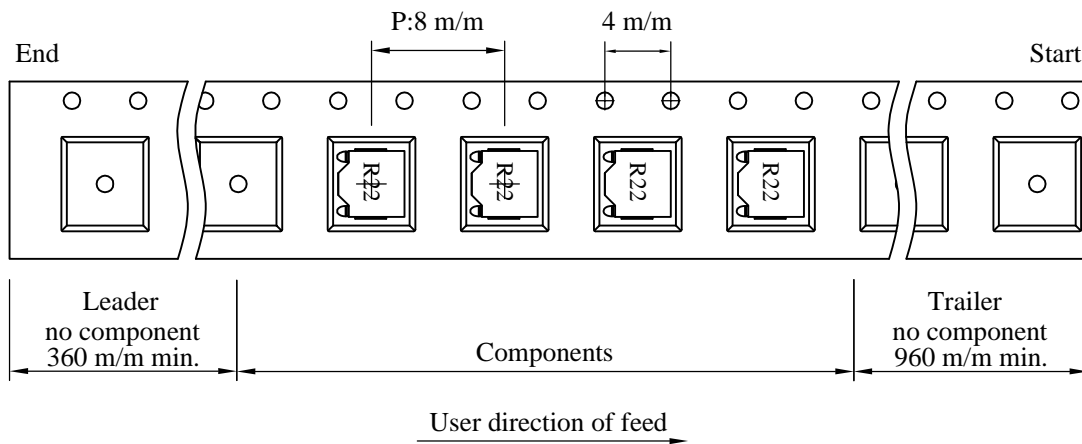 P:8 m/m
4 m/m
End
Start
R22
R22
R22
R22
Leader
no component
360 m/m min.
Components
Trailer
no component
960 m/m min.
User direction of feed